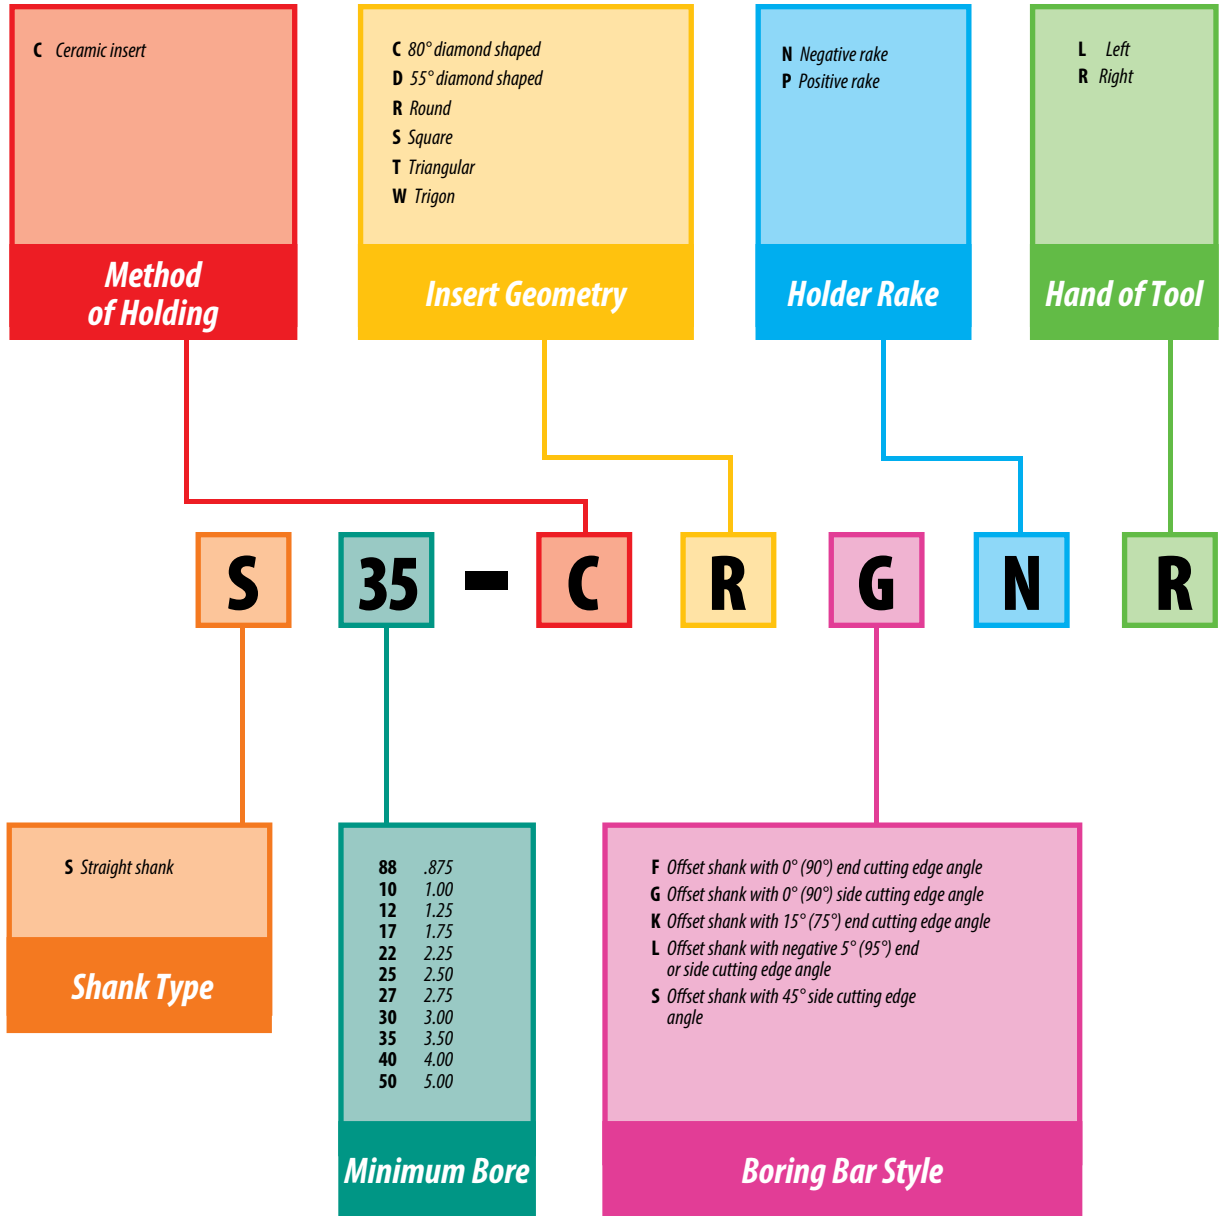 C Ceramic insert
Method
of Holding
C 80° diamond shaped
D 55° diamond shaped
R Round
S Square
T Triangular
W Trigon
Insert Geometry
N Negative rake
P Positive rake
Holder Rake
L Left
R Right
Hand of Tool
S 35 - C R G N R
S Straight shank
Shank Type
88 .875
10 1.00
12 1.25
17 1.75
22 2.25
25 2.50
27 2.75
30 3.00
35 3.50
40 4.00
50 5.00
Minimum Bore
F Offset shank with 0° (90°) end cutting edge angle
G Offset shank with 0° (90°) side cutting edge angle
K Offset shank with 15° (75°) end cutting edge angle
L Offset shank with negative 5° (95°) end
or side cutting edge angle
S Offset shank with 45° side cutting edge
angle
Boring Bar Style